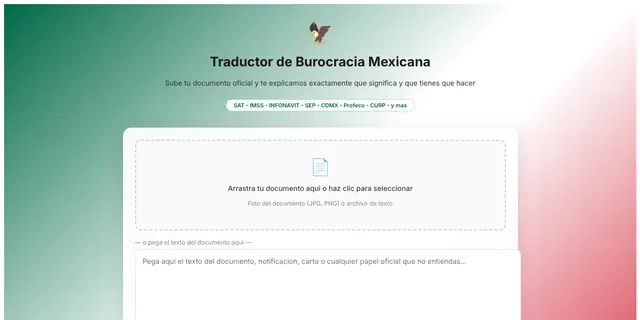 Traductor de Burocracia Mexicana
Sube tu documento oficial y te explicamos exactamente que significa y que tienes que hacer
SAT - IMSS - INFONAVIT - SEP - CDMX - Profeco - CURP - y mas
Arrastra tu documento aqui o haz clic para seleccionar
Foto del documento (JPG, PNG) o archivo de texto
— o pega el texto del documento aqui —
Pega aqui el texto del documento, notificacion, carta o cualquier papel oficial que no entiendas...